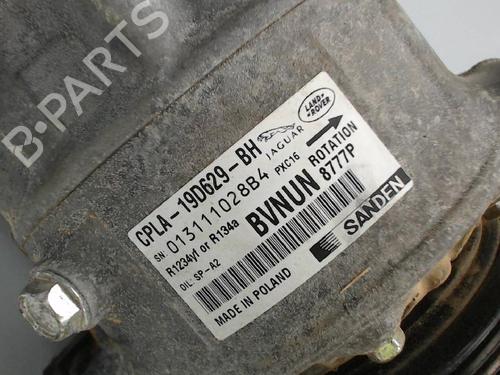 B-PARTS
CPLA-19D629-BH
JAGUAR
LAND ROVER
SN 013111028B4
PXC16
ROTATION
R1234yf or R134a
BVNUN
8777P
OIL: SP-A2
SANDEN
MADE IN POLAND